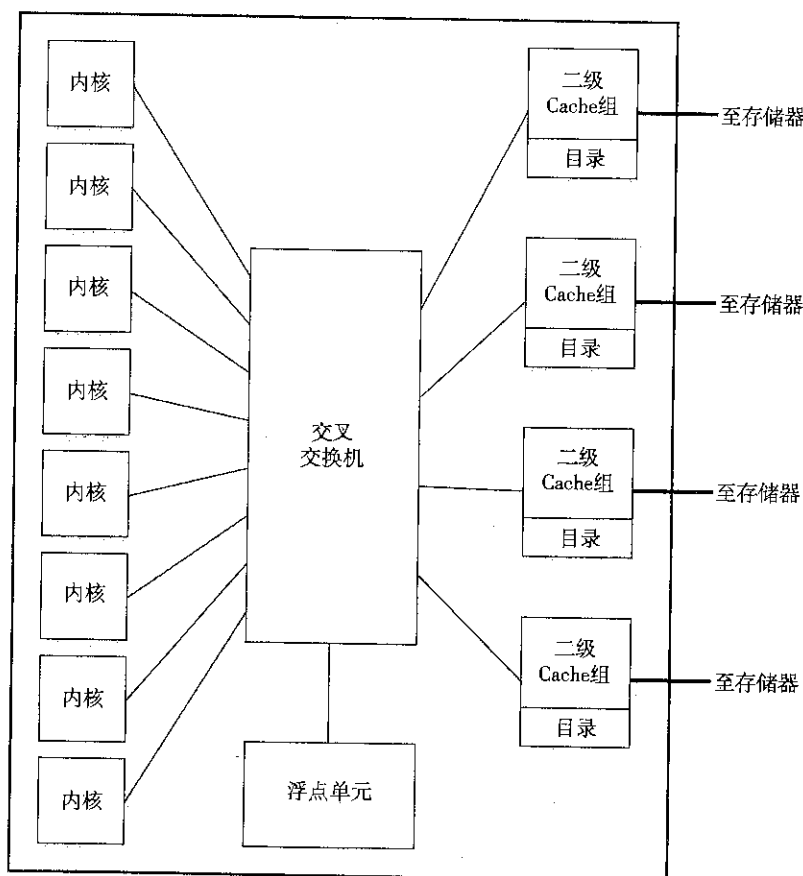 内核
内核
内核
内核
内核
内核
内核
内核
交叉
交换机
浮点单元
二级
Cache组
目录
至存储器
二级
Cache组
目录
至存储器
二级
Cache组
目录
至存储器
二级
Cache组
目录
至存储器